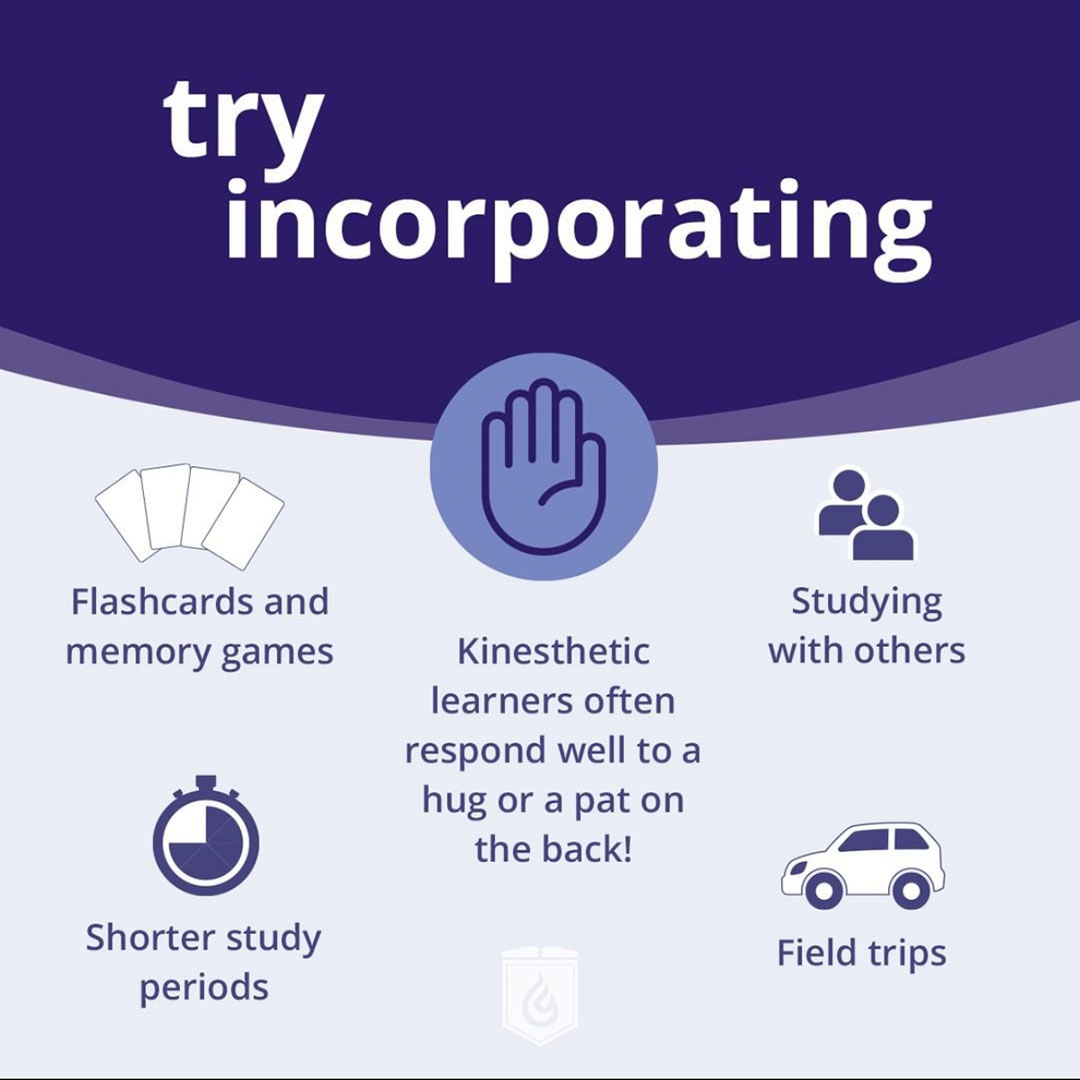 try
incorporating
Flashcards and
memory games
Kinesthetic
learners often
respond well to a
hug or a pat on
the back!
Studying
with others
Shorter study
periods
Field trips